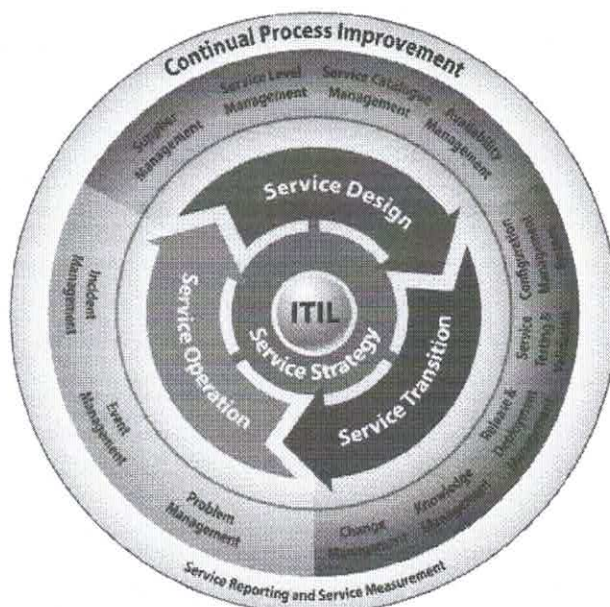 Continual Process Improvement
Supplier
Management
Service Level
Management
Service Catalogue
Management
Availability
Management
Service Design
Configuration
Management
Service
Testing &
Validation
ITIL
Service Strategy
Service Operation
Service Transition
Incident
Management
Event
Management
Problem
Management
Release &
Deployment
Management
Knowledge
Management
Change
Management
Service Reporting and Service Measurement